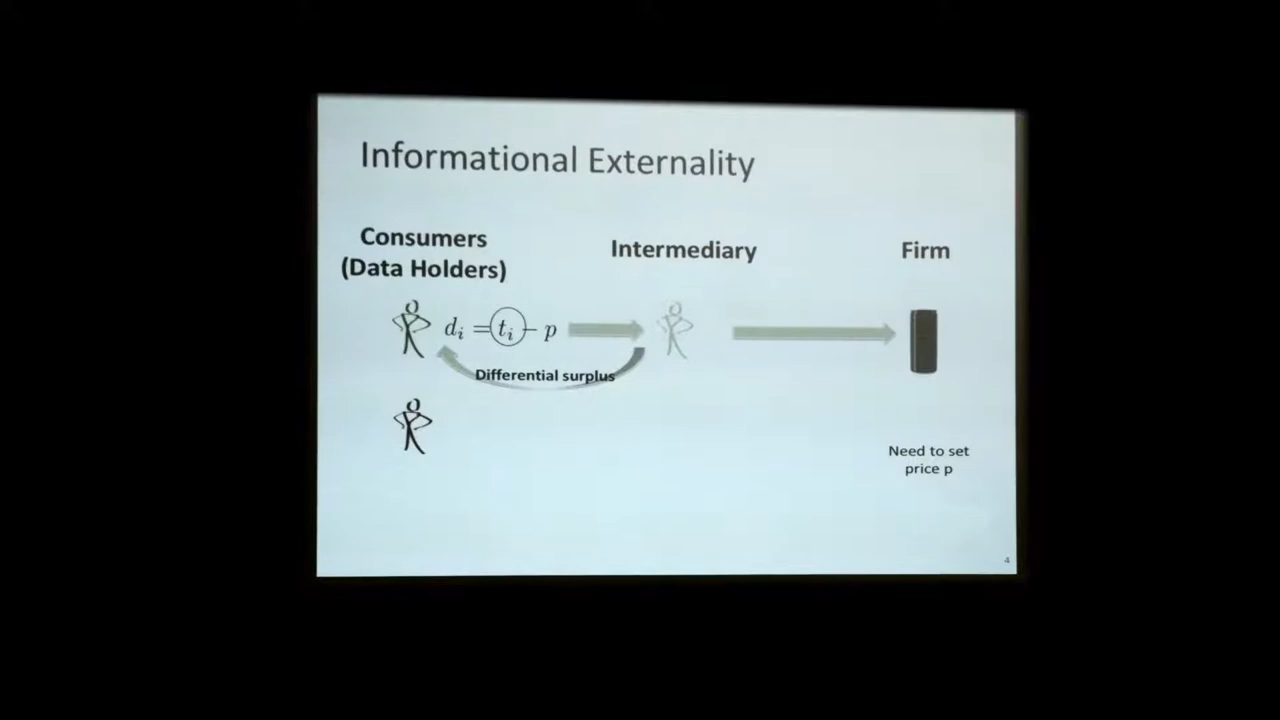 Informational Externality
Consumers
(Data Holders)
Intermediary
Firm
d_i = t_i - p
Differential surplus
Need to set
price p
4